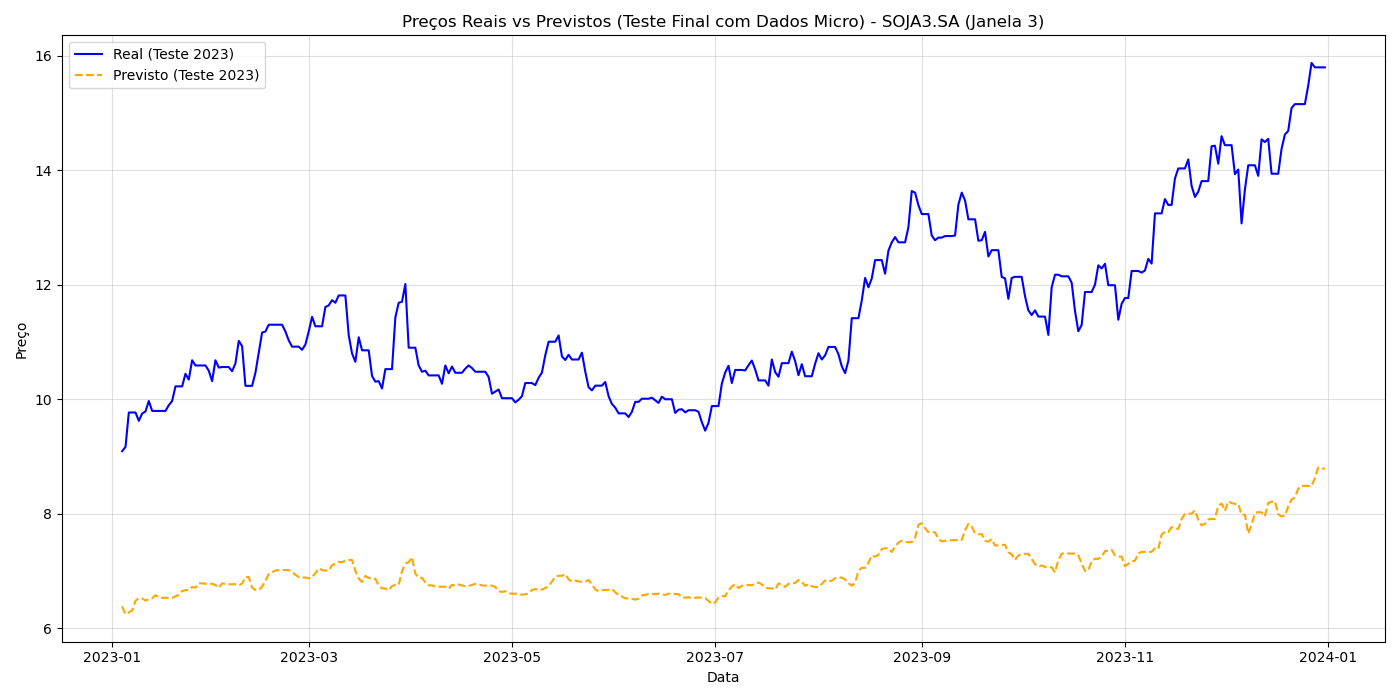 Preços Reais vs Previstos (Teste Final com Dados Micro) - SOJA3.SA (Janela 3)
Real (Teste 2023)
Previsto (Teste 2023)
16
14
12
10
8
6
Preço
2023-01
2023-03
2023-05
2023-07
2023-09
2023-11
2024-01
Data